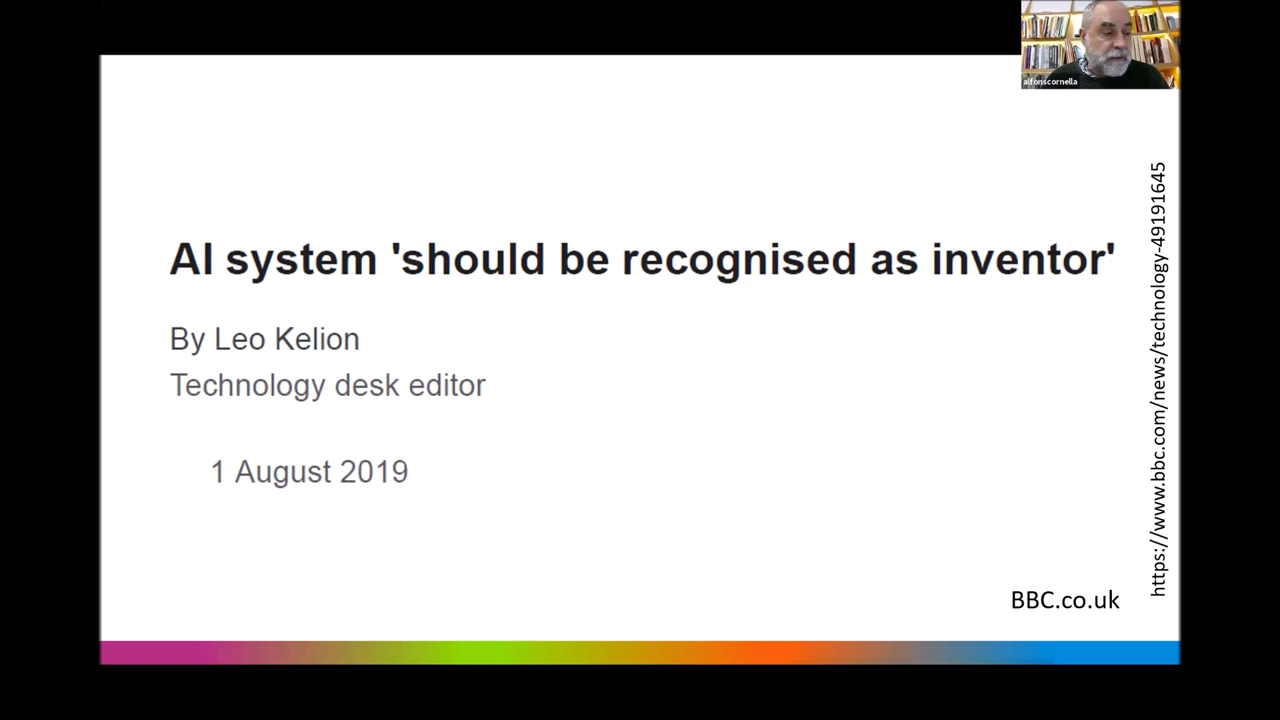 alfonscornella
AI system 'should be recognised as inventor'
By Leo Kelion
Technology desk editor
1 August 2019
BBC.co.uk
https://www.bbc.com/news/technology-49191645